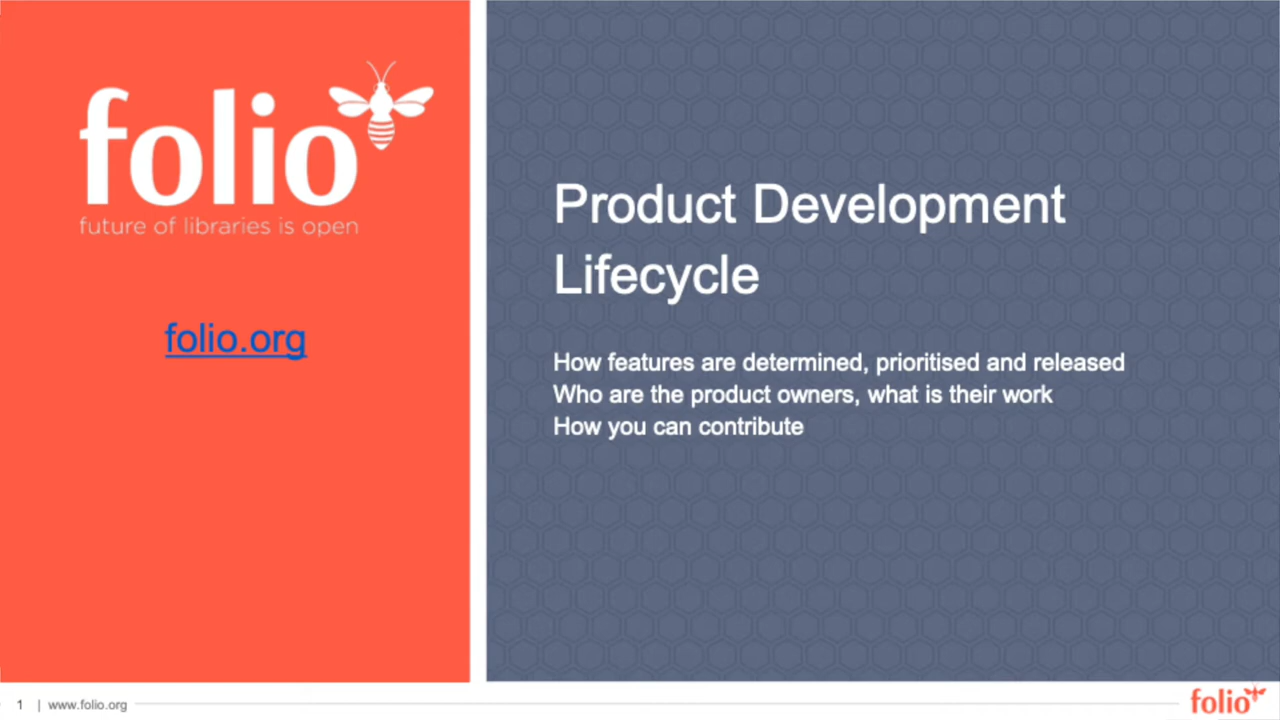 folio
future of libraries is open
folio.org
Product Development
Lifecycle
How features are determined, prioritised and released
Who are the product owners, what is their work
How you can contribute
1 | www.folio.org
folio